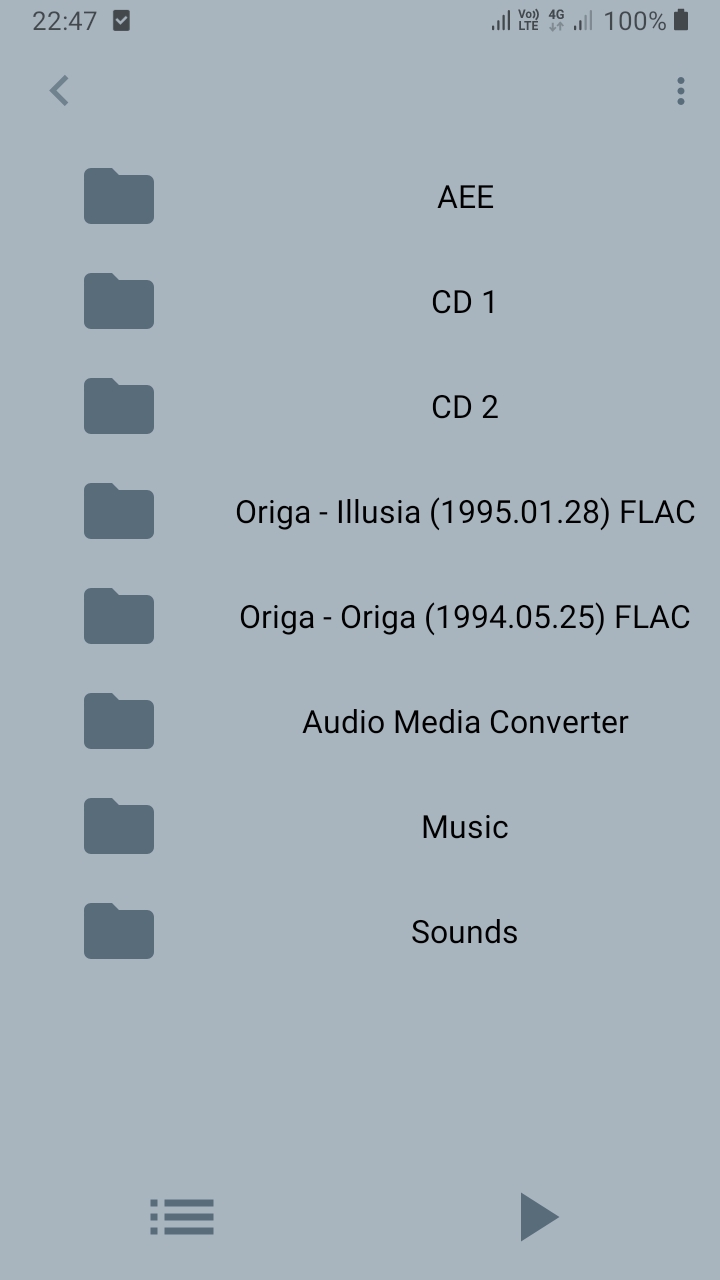 22:47 Vo)) LTE 4G 100%
AEE
CD 1
CD 2
Origa - Illusia (1995.01.28) FLAC
Origa - Origa (1994.05.25) FLAC
Audio Media Converter
Music
Sounds